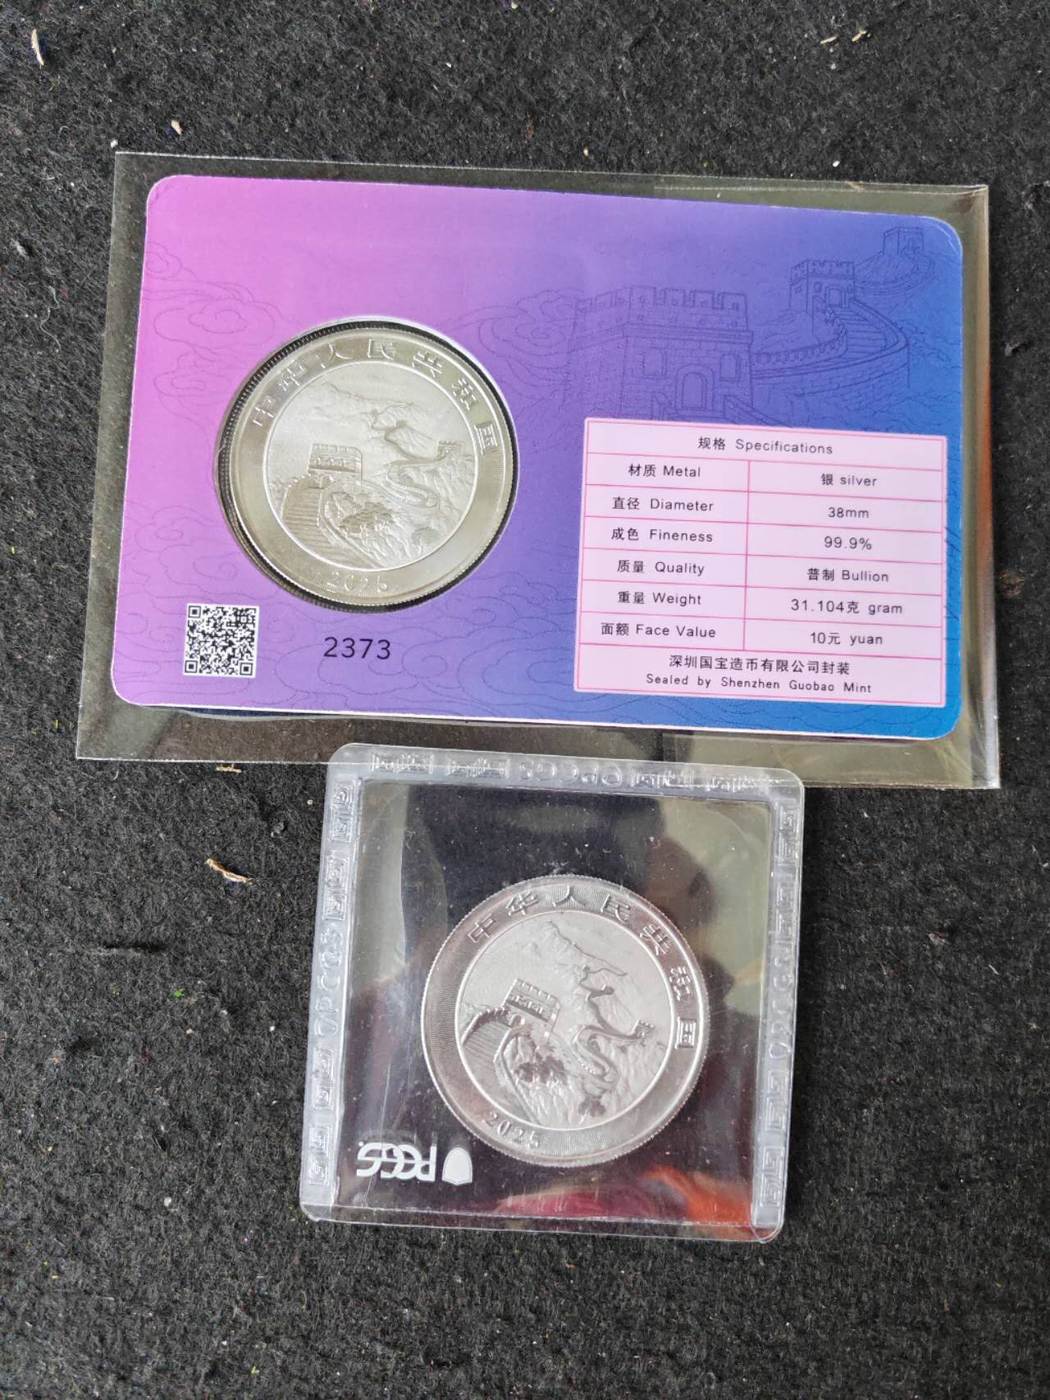 中华人民共和国
2025
2373
规格 Specifications
材质 Metal 银 silver
直径 Diameter 38mm
成色 Fineness 99.9%
质量 Quality 普制 Bullion
重量 Weight 31.104克 gram
面额 Face Value 10元 yuan
深圳国宝造币有限公司封装
Sealed by Shenzhen Guobao Mint
中华人民共和国
2025
PCGS